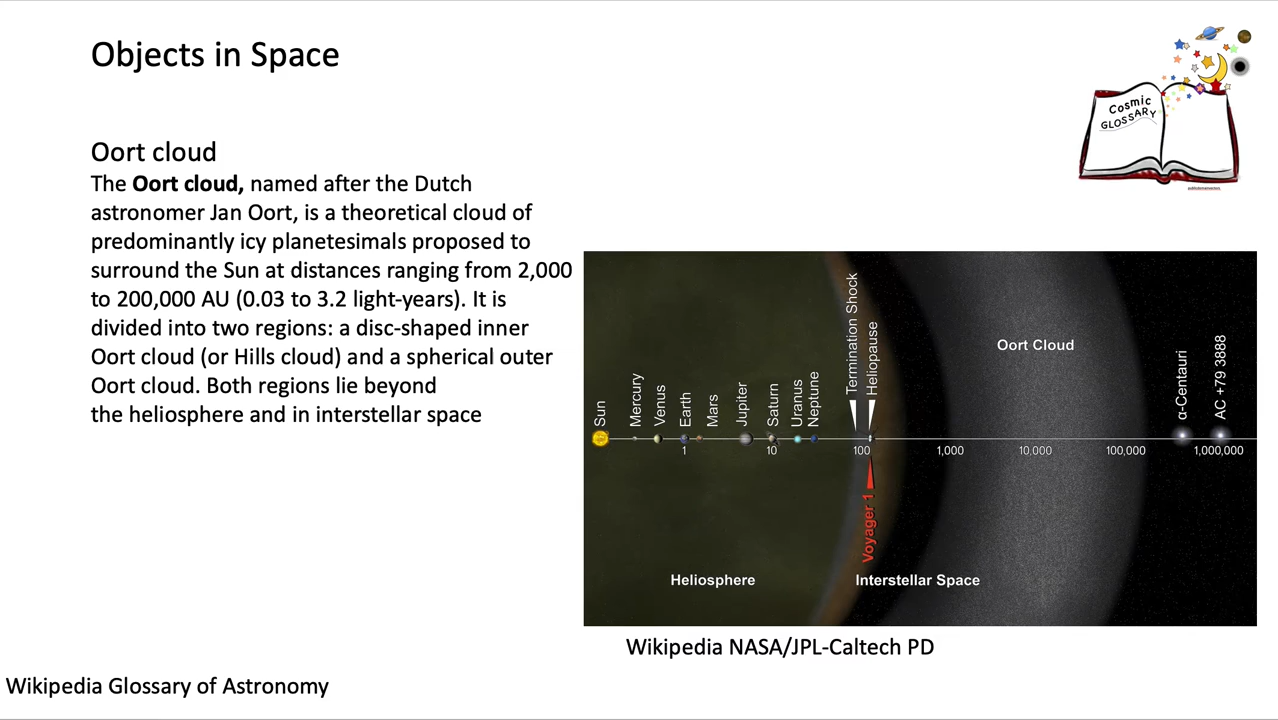 Objects in Space
Cosmic
GLOSSARY
Oort cloud
The Oort cloud, named after the Dutch
astronomer Jan Oort, is a theoretical cloud of
predominantly icy planetesimals proposed to
surround the Sun at distances ranging from 2,000
to 200,000 AU (0.03 to 3.2 light-years). It is
divided into two regions: a disc-shaped inner
Oort cloud (or Hills cloud) and a spherical outer
Oort cloud. Both regions lie beyond
the heliosphere and in interstellar space
Sun
Mercury
Venus
Earth
Mars
Jupiter
Saturn
Uranus
Neptune
Termination Shock
Heliopause
Oort Cloud
α-Centauri
AC +79 3888
1
10
100
1,000
10,000
100,000
1,000,000
Voyager 1
Heliosphere
Interstellar Space
Wikipedia NASA/JPL-Caltech PD
Wikipedia Glossary of Astronomy